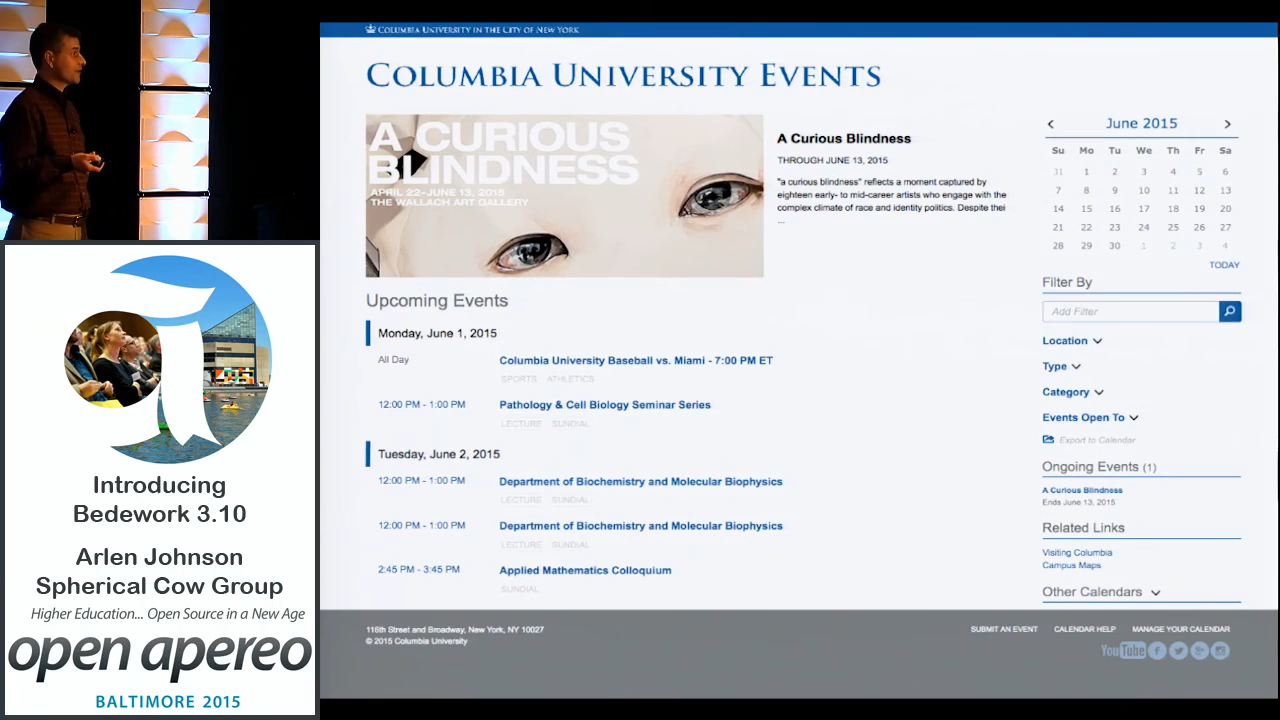 COLUMBIA UNIVERSITY IN THE CITY OF NEW YORK
COLUMBIA UNIVERSITY EVENTS
A CURIOUS
BLINDNESS
APRIL 22–JUNE 13, 2015
THE WALLACH ART GALLERY
A Curious Blindness
THROUGH JUNE 13, 2015
"a curious blindness" reflects a moment captured by
eighteen early- to mid-career artists who engage with the
complex climate of race and identity politics. Despite thei
...
Upcoming Events
Monday, June 1, 2015
All Day Columbia University Baseball vs. Miami - 7:00 PM ET
SPORTS ATHLETICS
12:00 PM - 1:00 PM Pathology & Cell Biology Seminar Series
LECTURE SUNDIAL
Tuesday, June 2, 2015
12:00 PM - 1:00 PM Department of Biochemistry and Molecular Biophysics
LECTURE SUNDIAL
12:00 PM - 1:00 PM Department of Biochemistry and Molecular Biophysics
LECTURE SUNDIAL
2:45 PM - 3:45 PM Applied Mathematics Colloquium
SUNDIAL
< June 2015 >
Su Mo Tu We Th Fr Sa
31 1 2 3 4 5 6
7 8 9 10 11 12 13
14 15 16 17 18 19 20
21 22 23 24 25 26 27
28 29 30 1 2 3 4
TODAY
Filter By
Add Filter
Location
Type
Category
Events Open To
Export to Calendar
Ongoing Events (1)
A Curious Blindness
Ends June 13, 2015
Related Links
Visiting Columbia
Campus Maps
Other Calendars
116th Street and Broadway, New York, NY 10027
© 2015 Columbia University
SUBMIT AN EVENT CALENDAR HELP MANAGE YOUR CALENDAR
YouTube
Introducing
Bedework 3.10
Arlen Johnson
Spherical Cow Group
Higher Education... Open Source in a New Age
open apereo
BALTIMORE 2015